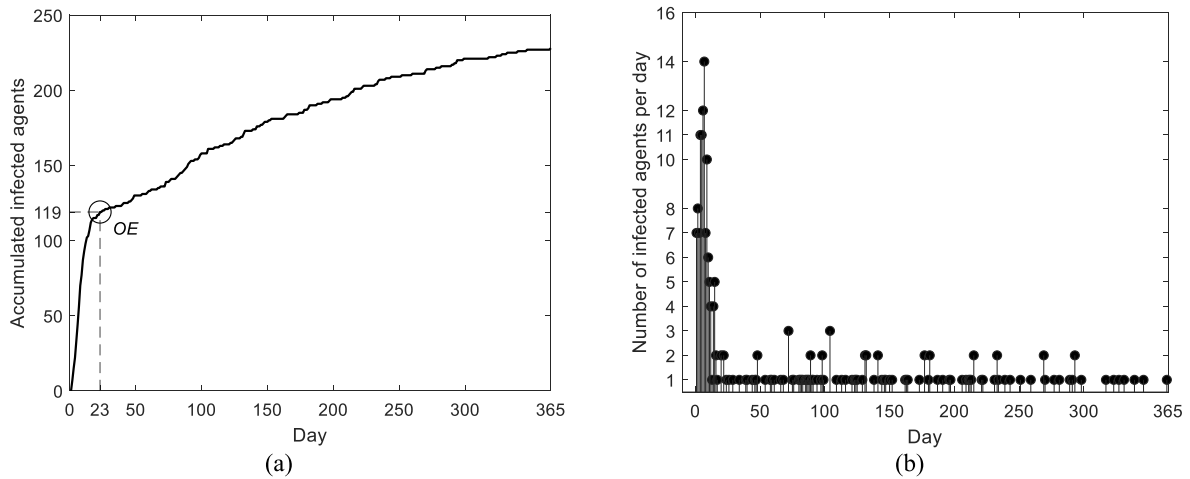 250
200
150
119
100
50
0
Accumulated infected agents
OE
0 23 50 100 150 200 250 300 365
Day
(a)
16
14
12
11
10
9
8
7
6
5
4
3
2
1
Number of infected agents per day
0 50 100 150 200 250 300 365
Day
(b)